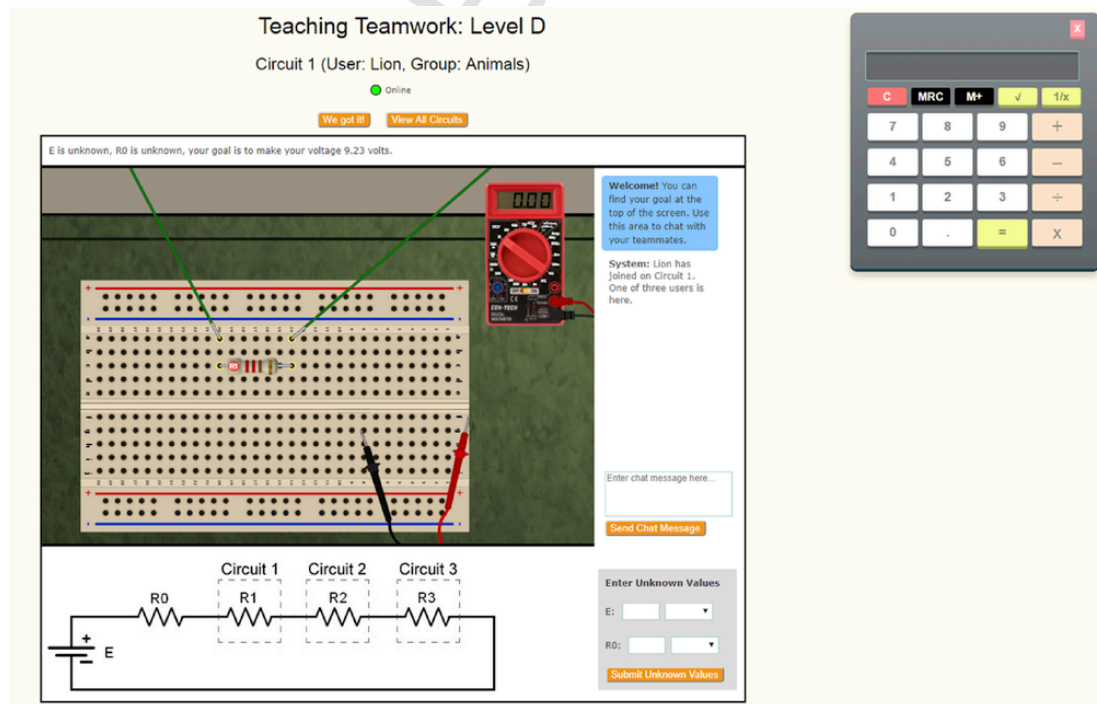 Teaching Teamwork: Level D
Circuit 1 (User: Lion, Group: Animals)
Online
We got it! View All Circuits
E is unknown, R0 is unknown, your goal is to make your voltage 9.23 volts.
Welcome! You can
find your goal at the
top of the screen. Use
this area to chat with
your teammates.
System: Lion has
joined on Circuit 1.
One of three users is
here.
0.00
CEN-TECH
R1
Enter chat message here...
Send Chat Message
Circuit 1 Circuit 2 Circuit 3
R0 R1 R2 R3
+
E
Enter Unknown Values
E:
R0:
Submit Unknown Values
X
C MRC M+ √ 1/x
7 8 9 +
4 5 6 –
1 2 3 ÷
0 . = X